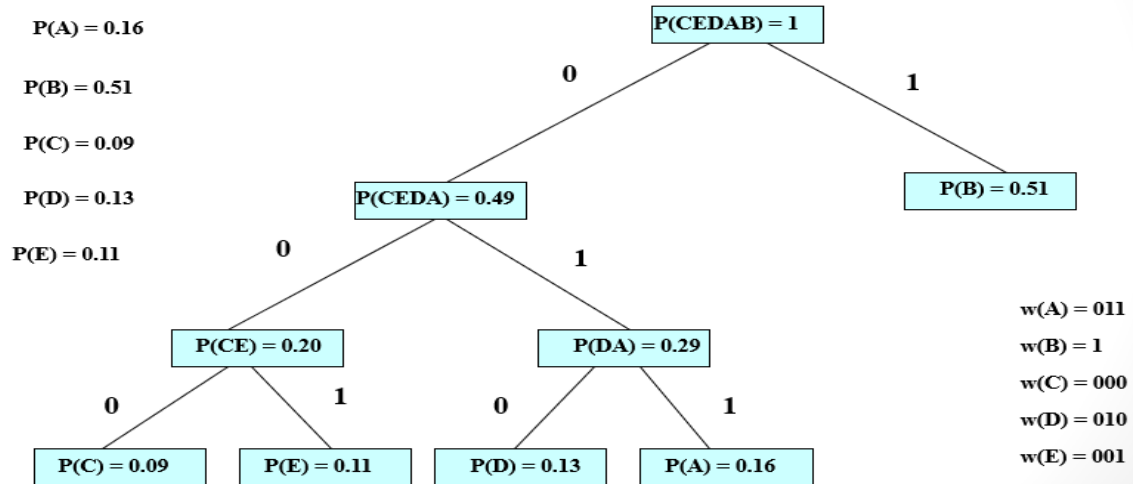 P(A) = 0.16
P(B) = 0.51
P(C) = 0.09
P(D) = 0.13
P(E) = 0.11
P(CEDAB) = 1
0
1
P(CEDA) = 0.49
P(B) = 0.51
0
1
P(CE) = 0.20
P(DA) = 0.29
0
1
0
1
P(C) = 0.09
P(E) = 0.11
P(D) = 0.13
P(A) = 0.16
w(A) = 011
w(B) = 1
w(C) = 000
w(D) = 010
w(E) = 001